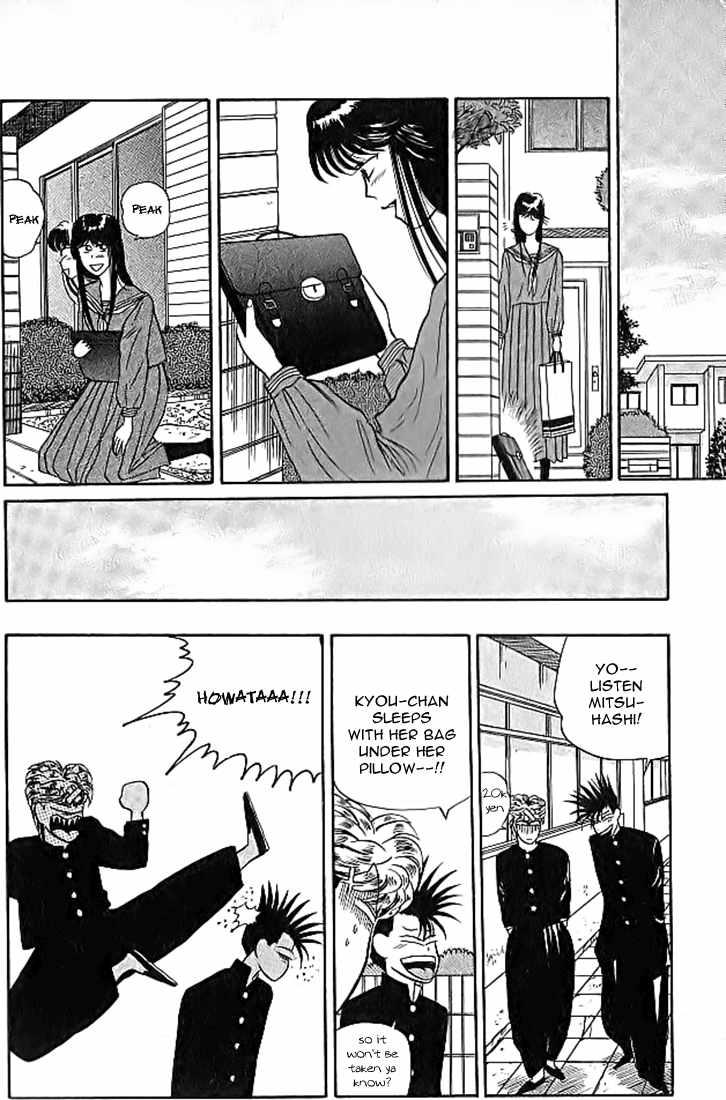 PEAK
PEAK
YO--
LISTEN
MITSU-
HASHI!
20k
yen
KYOU-CHAN
SLEEPS
WITH HER BAG
UNDER HER
PILLOW--!!
so it
won't be
taken ya
know?
HOWATAAA!!!